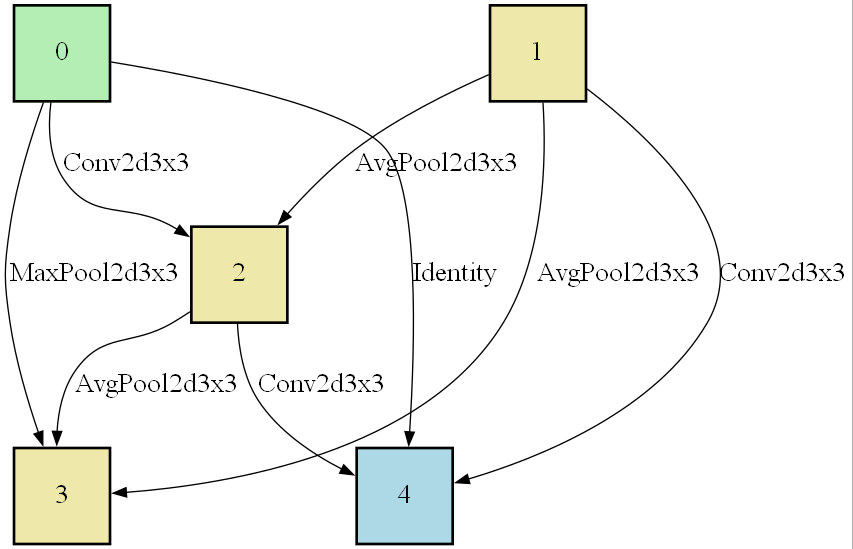 0
1
Conv2d3x3
AvgPool2d3x3
MaxPool2d3x3
2
Identity
AvgPool2d3x3
Conv2d3x3
AvgPool2d3x3
Conv2d3x3
3
4